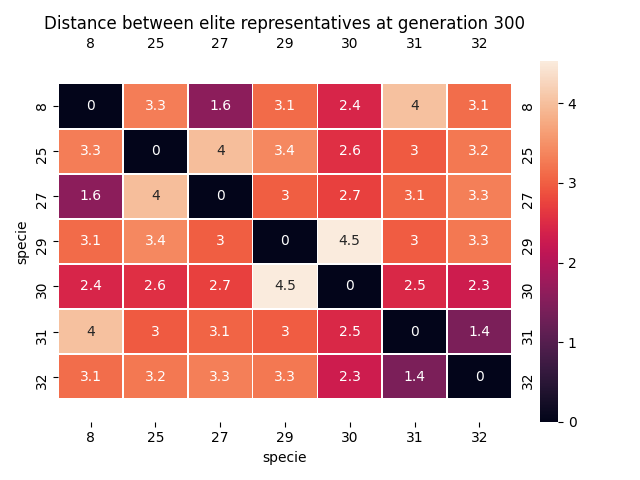 Distance between elite representatives at generation 300
8 25 27 29 30 31 32
8 0 3.3 1.6 3.1 2.4 4 3.1 8
25 3.3 0 4 3.4 2.6 3 3.2 25
27 1.6 4 0 3 2.7 3.1 3.3 27
29 3.1 3.4 3 0 4.5 3 3.3 29
30 2.4 2.6 2.7 4.5 0 2.5 2.3 30
31 4 3 3.1 3 2.5 0 1.4 31
32 3.1 3.2 3.3 3.3 2.3 1.4 0 32
8 25 27 29 30 31 32
specie
specie
4
3
2
1
0